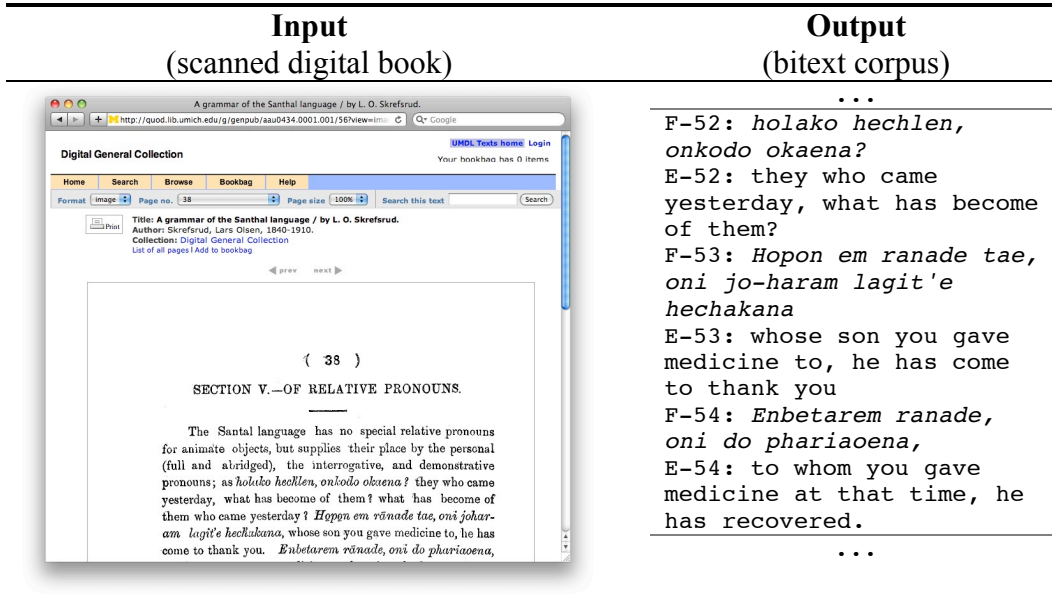 Input
(scanned digital book)
A grammar of the Santhal language / by L. O. Skrefsrud.
http://quod.lib.umich.edu/g/genpub/aau0434.0001.001/56?view=ima
Google
Digital General Collection
UMDL Texts home Login
Your bookbag has 0 items
Home Search Browse Bookbag Help
Format image Page no. 38 Page size 100% Search this text Search
Print
Title: A grammar of the Santhal language / by L. O. Skrefsrud.
Author: Skrefsrud, Lars Olsen, 1840-1910.
Collection: Digital General Collection
List of all pages | Add to bookbag
prev next
( 38 )
SECTION V.—OF RELATIVE PRONOUNS.
The Santal language has no special relative pronouns
for animate objects, but supplies their place by the personal
(full and abridged), the interrogative, and demonstrative
pronouns; as holako hećlen, onkodo okaena? they who came
yesterday, what has become of them? what has become of
them who came yesterday? Hopon em rānade tae, oni johar-
am lagit'e hećakana, whose son you gave medicine to, he has
come to thank you. Enbetarem rānade, oni do phariaoena,
Output
(bitext corpus)
...
F-52: holako hechlen,
onkodo okaena?
E-52: they who came
yesterday, what has become
of them?
F-53: Hopon em ranade tae,
oni jo-haram lagit'e
hechakana
E-53: whose son you gave
medicine to, he has come
to thank you
F-54: Enbetarem ranade,
oni do phariaoena,
E-54: to whom you gave
medicine at that time, he
has recovered.
...